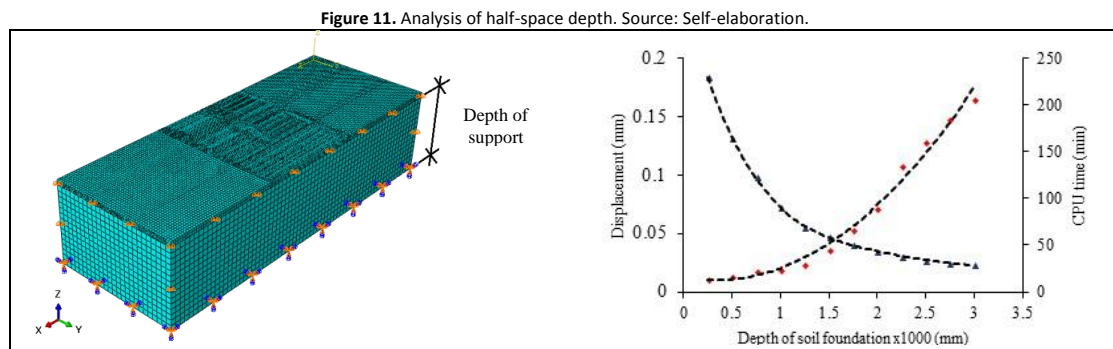 Figure 11. Analysis of half-space depth. Source: Self-elaboration.
Depth of
support
Z
X
Y
0.2
0.15
0.1
0.05
0
Displacement (mm)
250
200
150
100
50
0
CPU time (min)
0 0.5 1 1.5 2 2.5 3 3.5
Depth of soil foundation x1000 (mm)